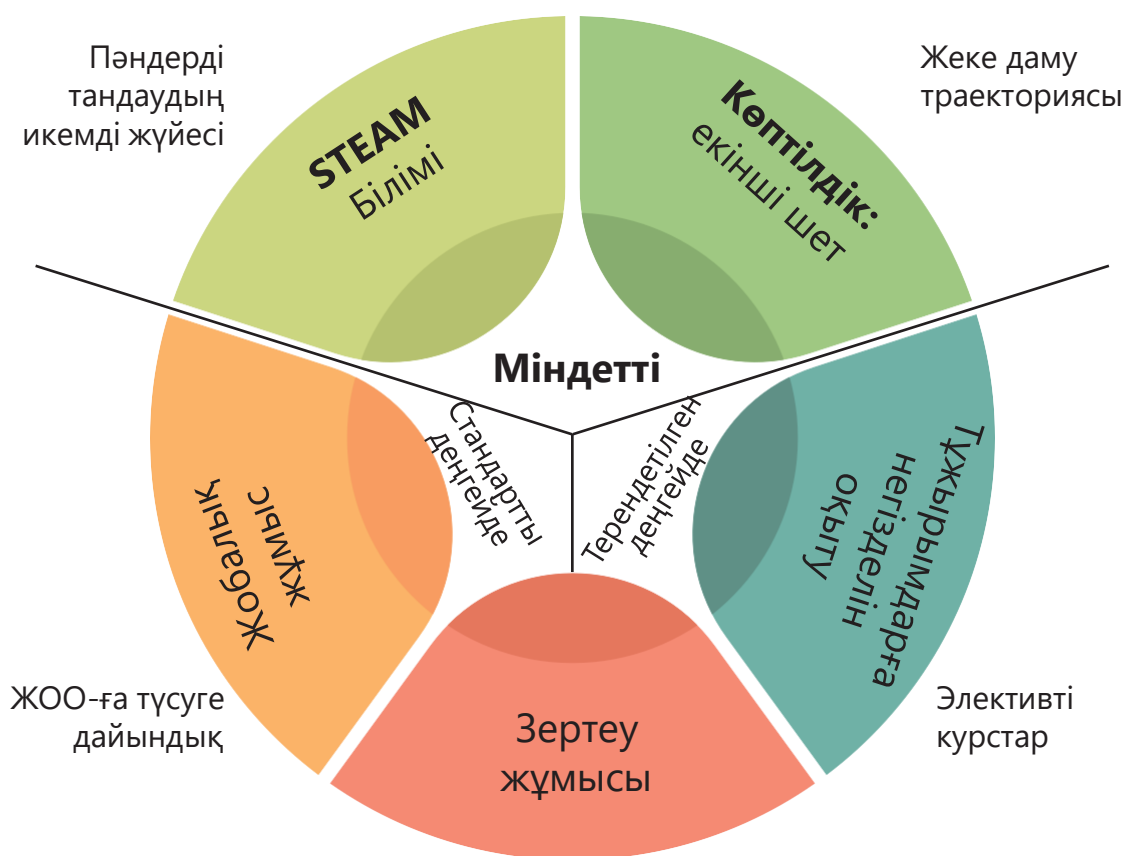 Пәндерді
тандаудың
икемді жүйесі
STEAM
Білімі
Көптілдік:
екінші шет
Жеке даму
траекториясы
Міндетті
Стандартты
деңгейде
Терендетілген
деңгейде
Жобалық
жұмыс
Тұжырымдарға
негізделін
оқыту
ЖОО-ға түсуге
дайындық
Зертеу
жұмысы
Элективті
курстар